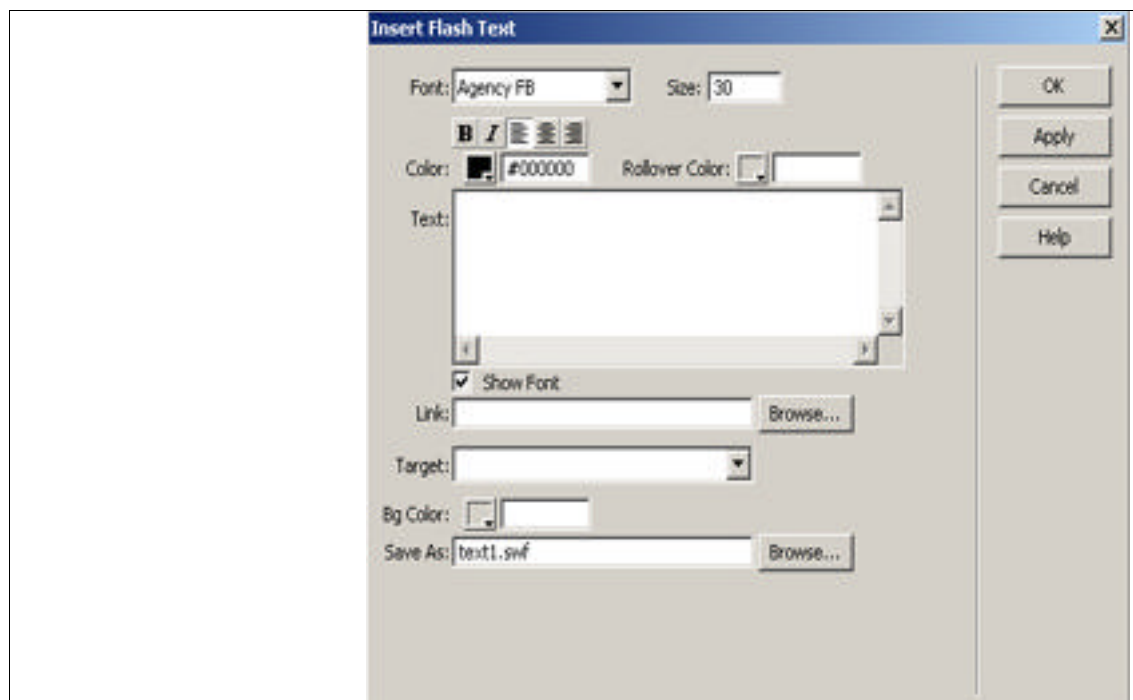 Insert Flash Text
Font: Agency FB Size: 30
B I
Color: #000000 Rollover Color:
Text:
Show Font
Link: Browse...
Target:
Bg Color:
Save As: text1.swf Browse...
OK
Apply
Cancel
Help